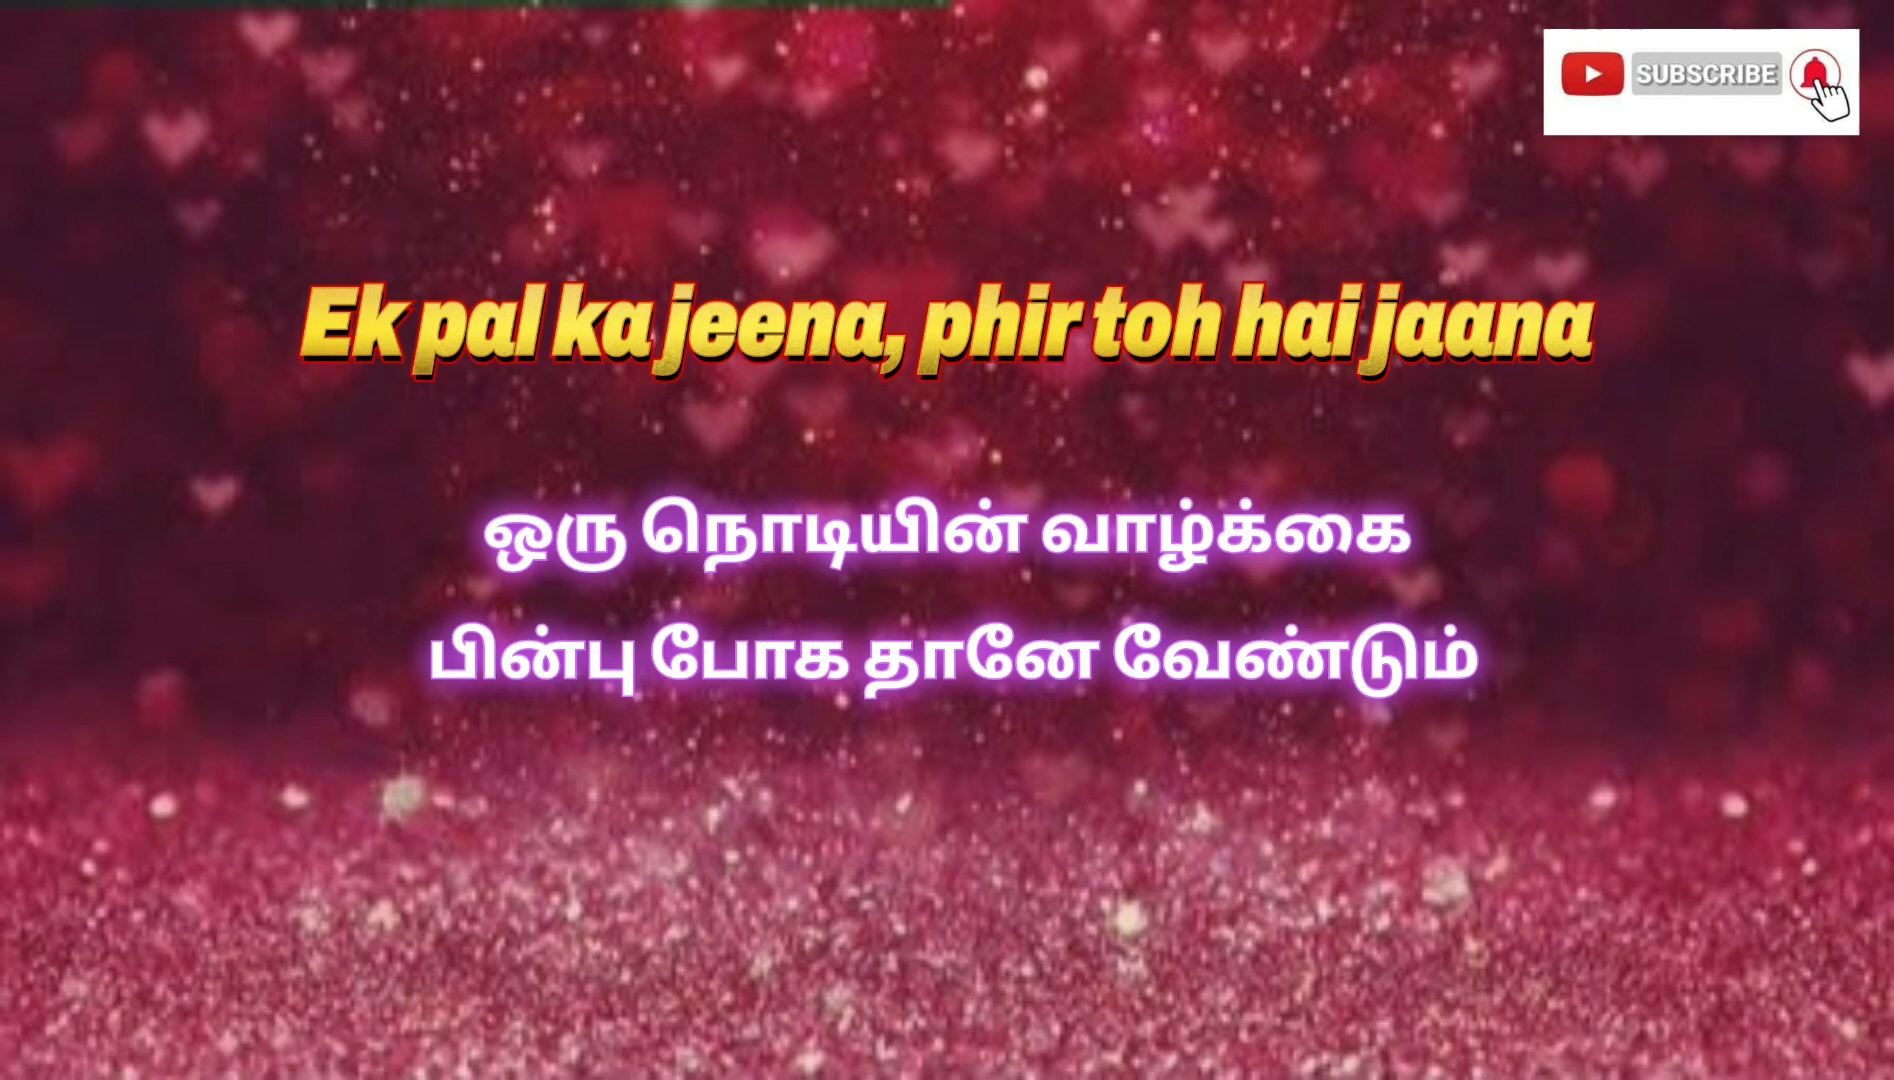 SUBSCRIBE
Ek pal ka jeena, phir toh hai jaana
ஒரு நொடியின் வாழ்க்கை
பின்பு போக தானே வேண்டும்